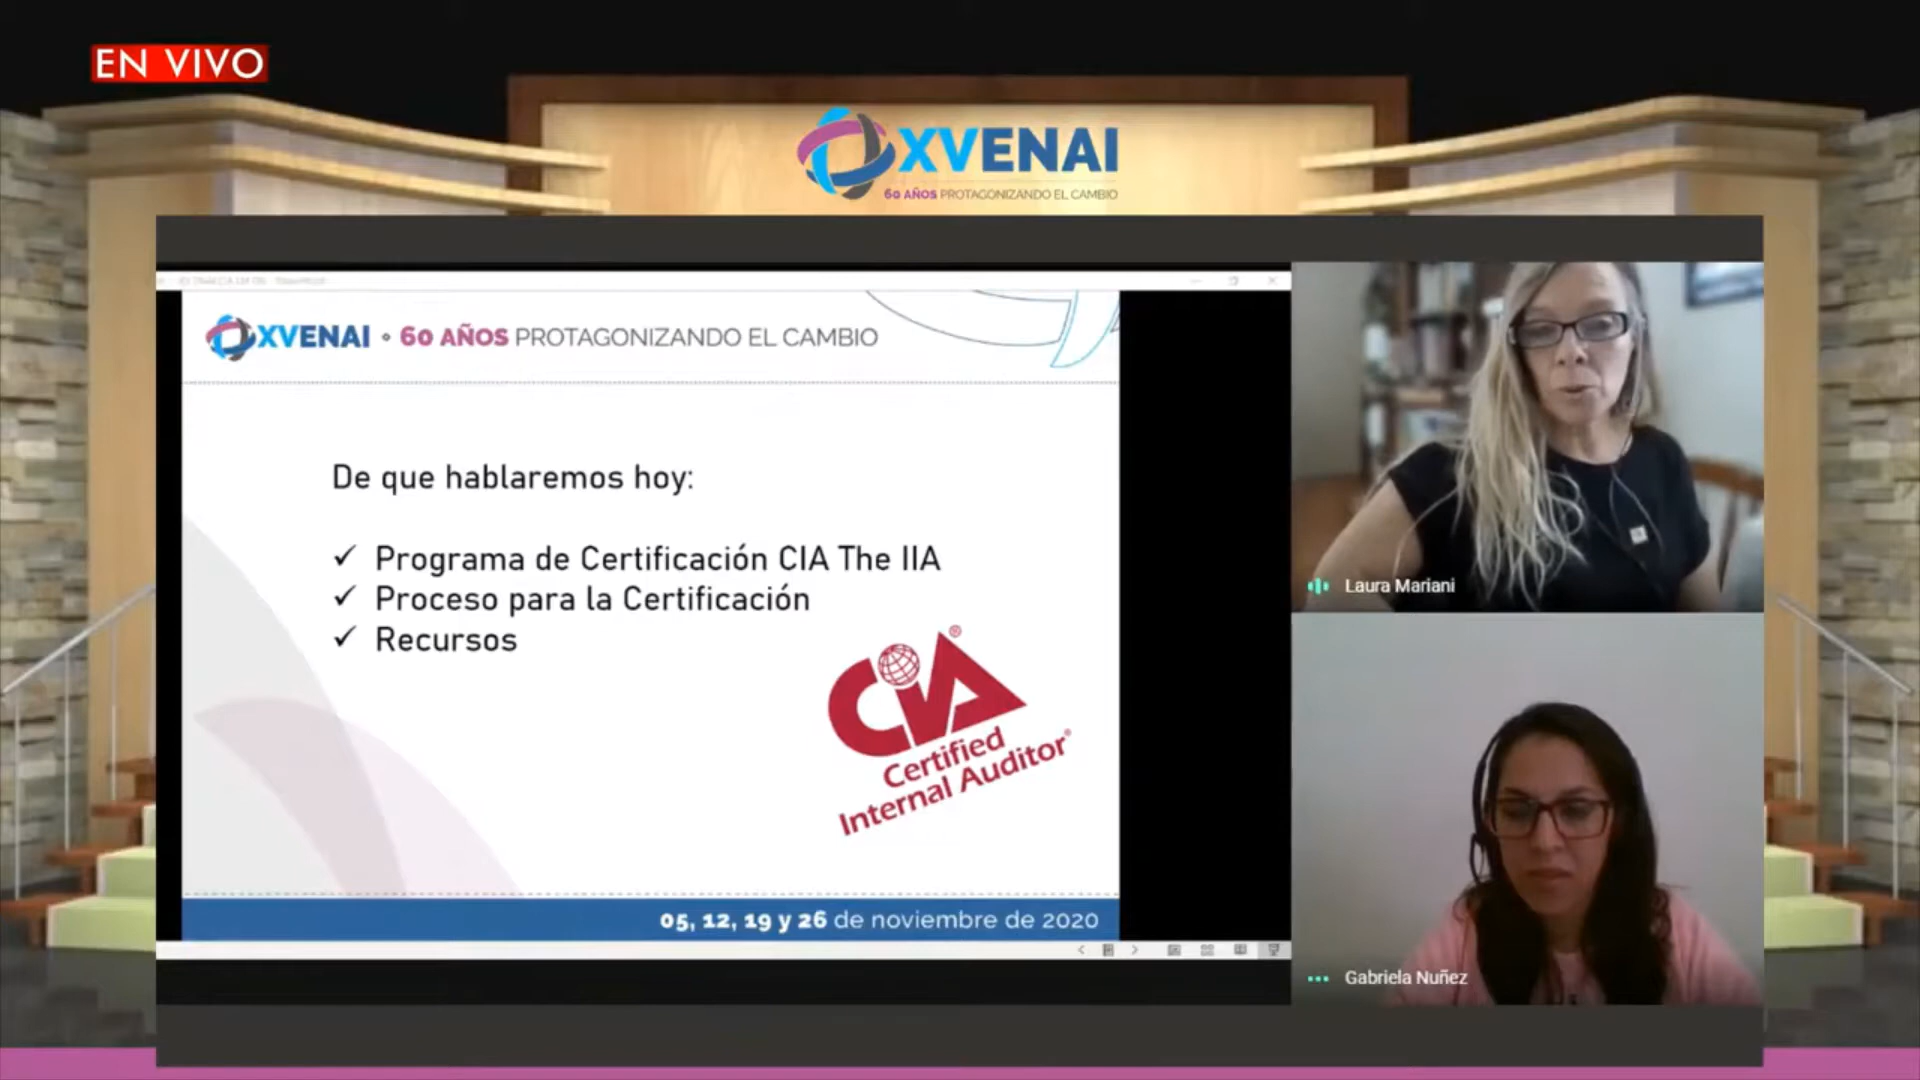 EN VIVO
XVENAI
60 AÑOS PROTAGONIZANDO EL CAMBIO
XVENAI • 60 AÑOS PROTAGONIZANDO EL CAMBIO
De que hablaremos hoy:
✓ Programa de Certificación CIA The IIA
✓ Proceso para la Certificación
✓ Recursos
CIA®
Certified
Internal Auditor®
05, 12, 19 y 26 de noviembre de 2020
Laura Mariani
Gabriela Nuñez